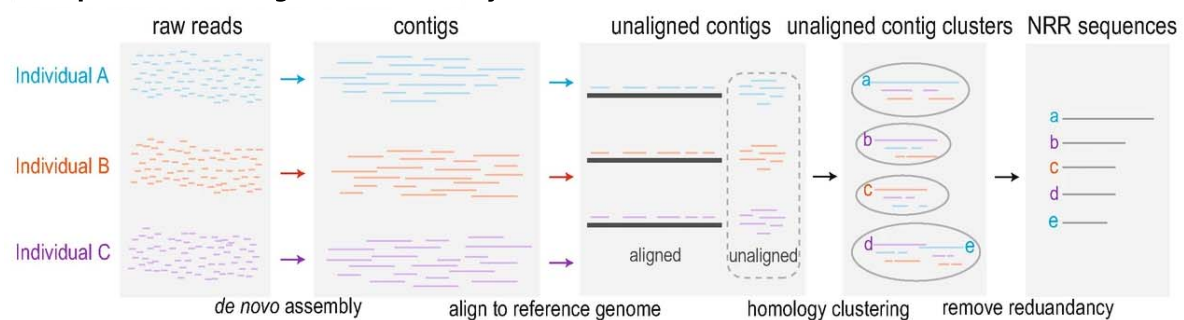 raw reads
contigs
unaligned contigs
unaligned contig clusters
NRR sequences
Individual A
Individual B
Individual C
aligned
unaligned
a
b
c
d
e
a
b
c
d
e
de novo assembly
align to reference genome
homology clustering
remove reduandancy